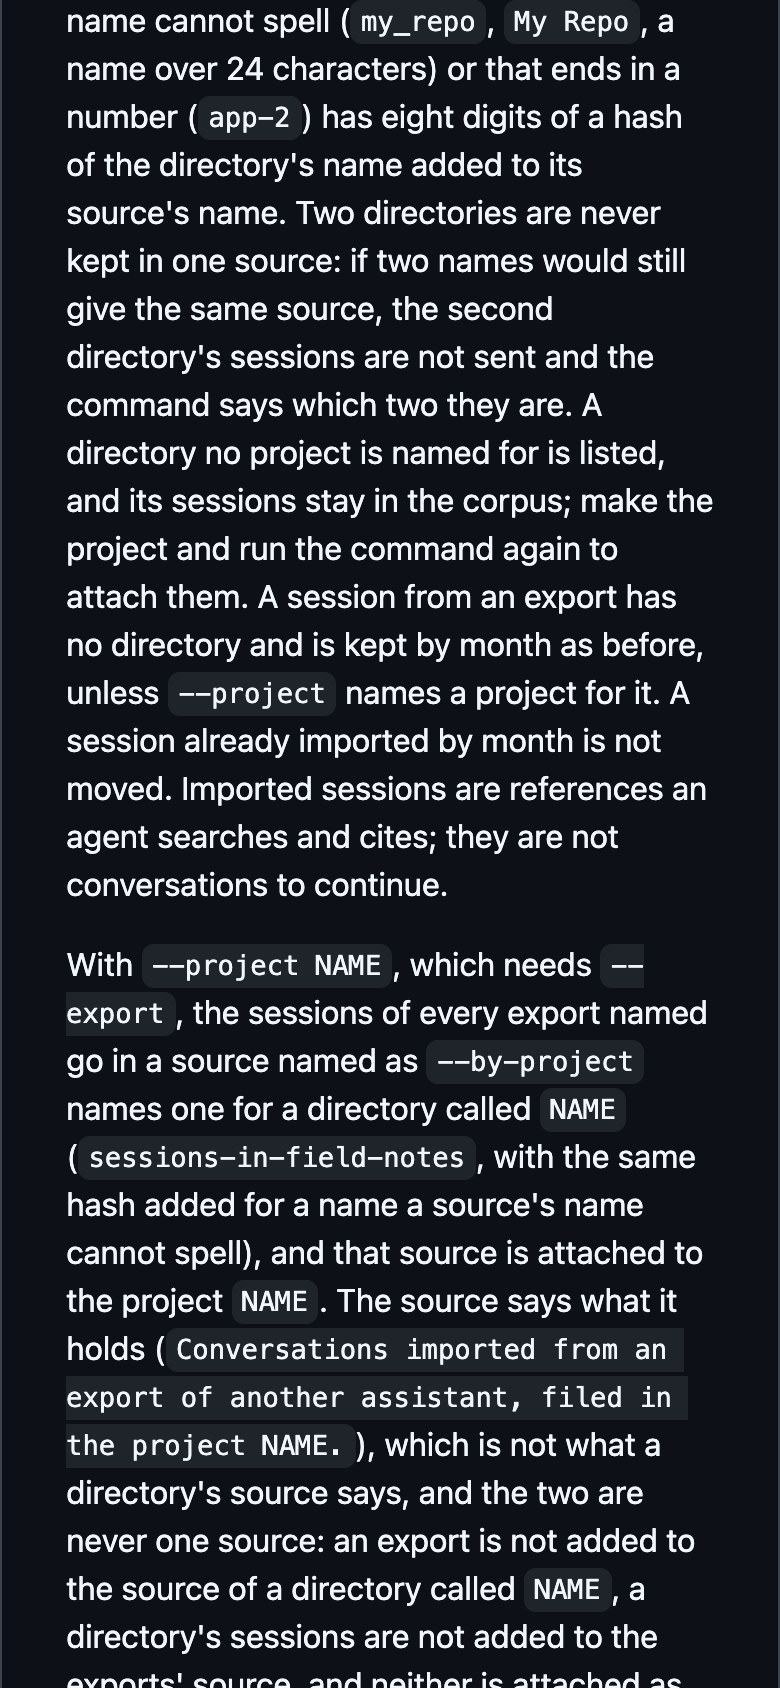 name cannot spell (my_repo, My Repo, a
name over 24 characters) or that ends in a
number (app-2) has eight digits of a hash
of the directory's name added to its
source's name. Two directories are never
kept in one source: if two names would still
give the same source, the second
directory's sessions are not sent and the
command says which two they are. A
directory no project is named for is listed,
and its sessions stay in the corpus; make the
project and run the command again to
attach them. A session from an export has
no directory and is kept by month as before,
unless --project names a project for it. A
session already imported by month is not
moved. Imported sessions are references an
agent searches and cites; they are not
conversations to continue.
With --project NAME, which needs --
export, the sessions of every export named
go in a source named as --by-project
names one for a directory called NAME
(sessions-in-field-notes, with the same
hash added for a name a source's name
cannot spell), and that source is attached to
the project NAME. The source says what it
holds (Conversations imported from an
export of another assistant, filed in
the project NAME.), which is not what a
directory's source says, and the two are
never one source: an export is not added to
the source of a directory called NAME, a
directory's sessions are not added to the
exports' source, and neither is attached as